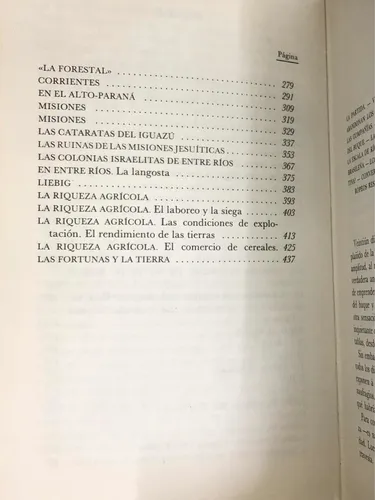 Página
«LA FORESTAL» 279
CORRIENTES 291
EN EL ALTO-PARANÁ 309
MISIONES 319
MISIONES 329
LAS CATARATAS DEL IGUAZÚ 337
LAS RUINAS DE LAS MISIONES JESUÍTICAS 353
LAS COLONIAS ISRAELITAS DE ENTRE RÍOS 367
EN ENTRE RÍOS. La langosta 375
LIEBIG 383
LA RIQUEZA AGRÍCOLA 393
LA RIQUEZA AGRÍCOLA. El laboreo y la siega 403
LA RIQUEZA AGRÍCOLA. Las condiciones de explo-
tación. El rendimiento de las tierras 413
LA RIQUEZA AGRÍCOLA. El comercio de cereales. 425
LAS FORTUNAS Y LA TIERRA 437